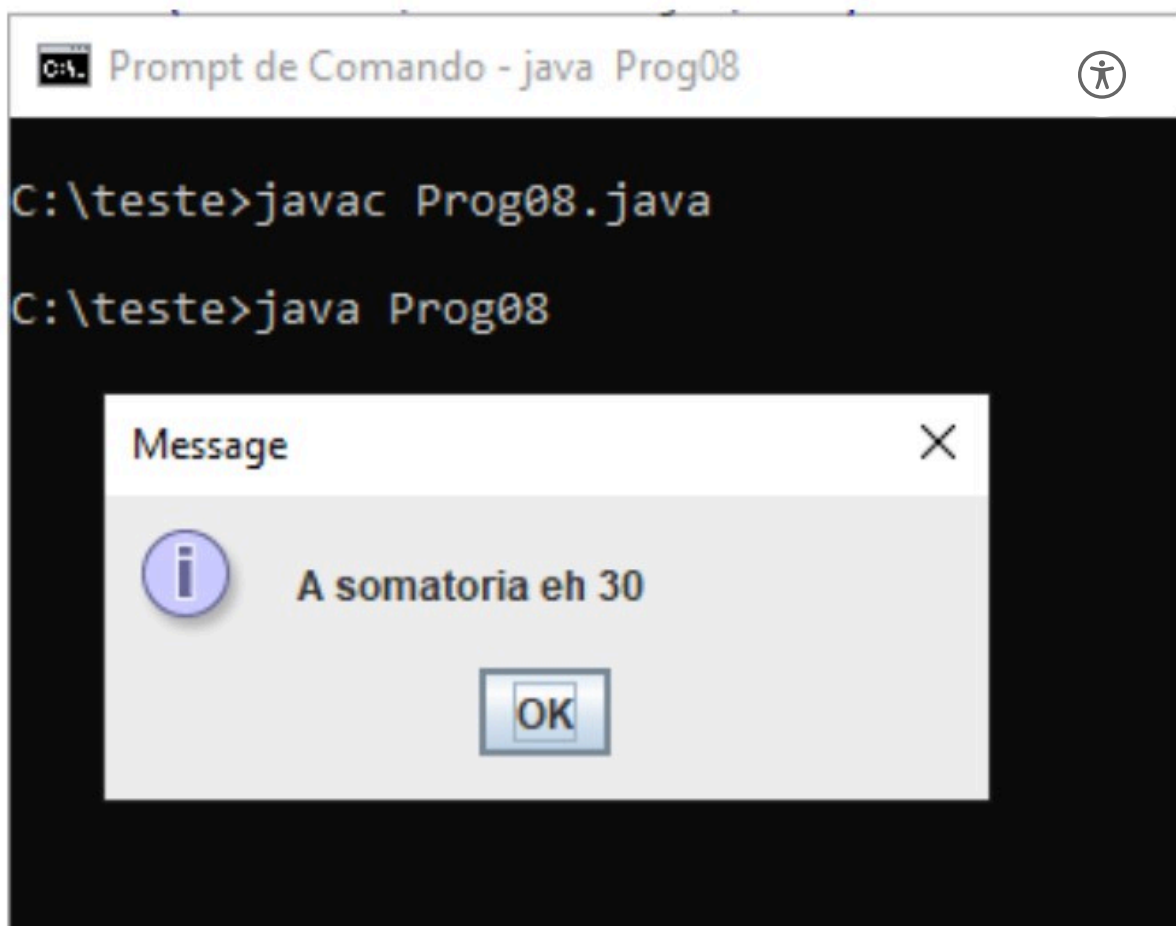 C:\. Prompt de Comando - java Prog08
C:\teste>javac Prog08.java
C:\teste>java Prog08
Message
i
A somatoria eh 30
OK